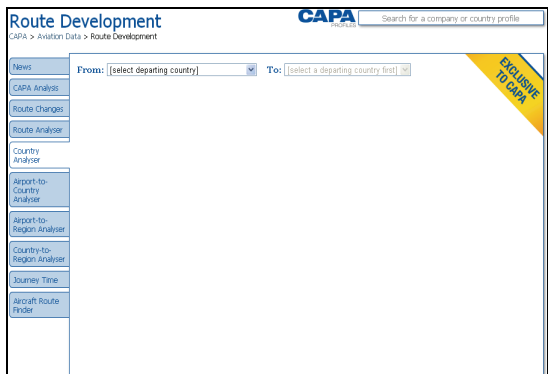 Route Development
CAPA > Aviation Data > Route Development
CAPA
PROFILES
Search for a company or country profile
News
CAPA Analysis
Route Changes
Route Analyser
Country
Analyser
Airport-to-
Country
Analyser
Airport-to-
Region Analyser
Country-to-
Region Analyser
Journey Time
Aircraft Route
Finder
From: [select departing country]
To: [select a departing country first]
EXCLUSIVE
TO CAPA